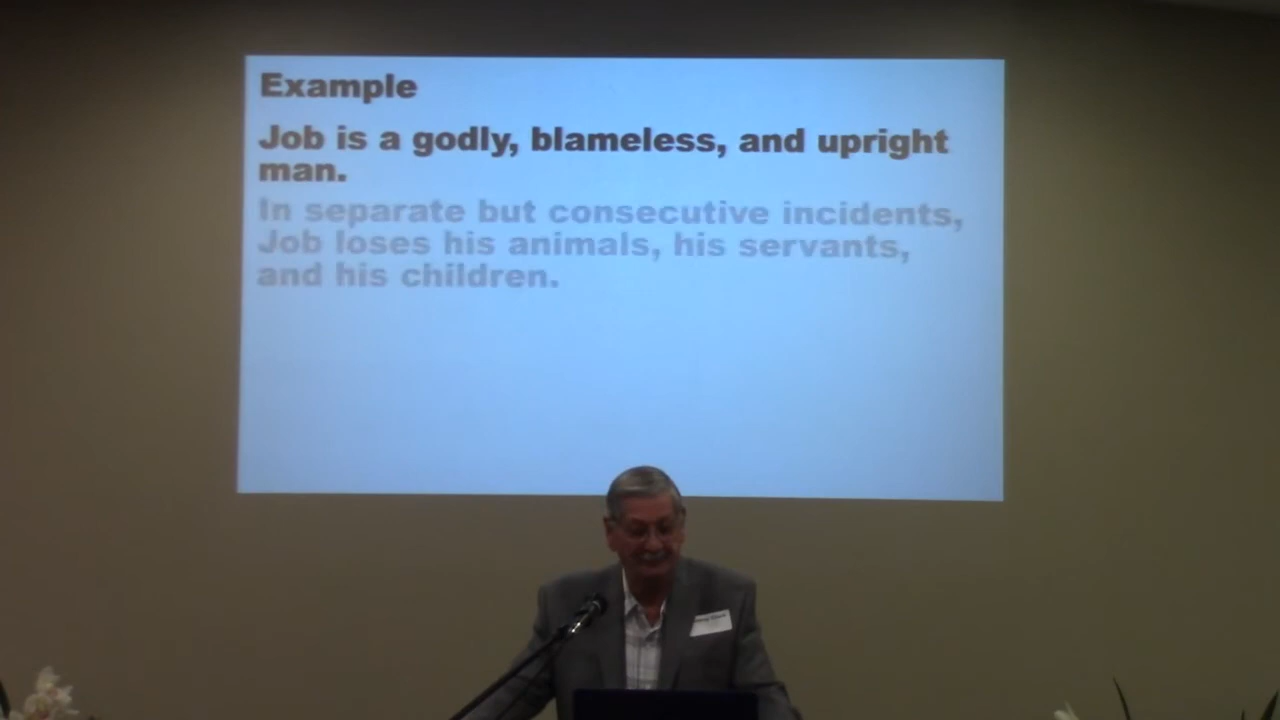 Example
Job is a godly, blameless, and upright
man.
In separate but consecutive incidents,
Job loses his animals, his servants,
and his children.